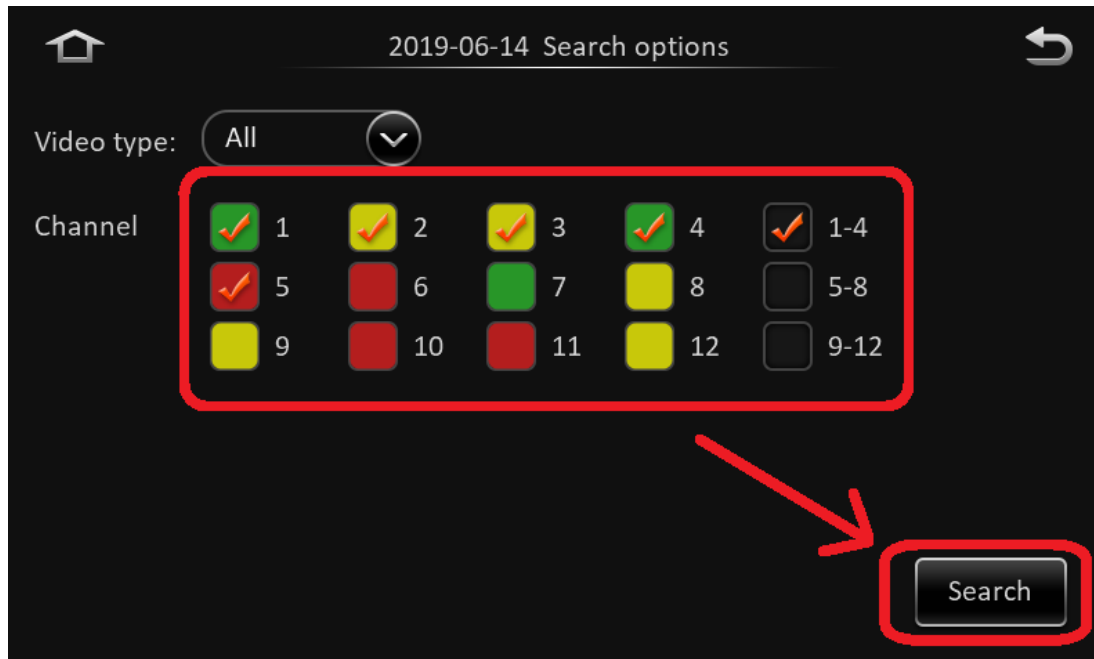 2019-06-14 Search options
Video type: All
Channel 1 2 3 4 1-4
5 6 7 8 5-8
9 10 11 12 9-12
Search